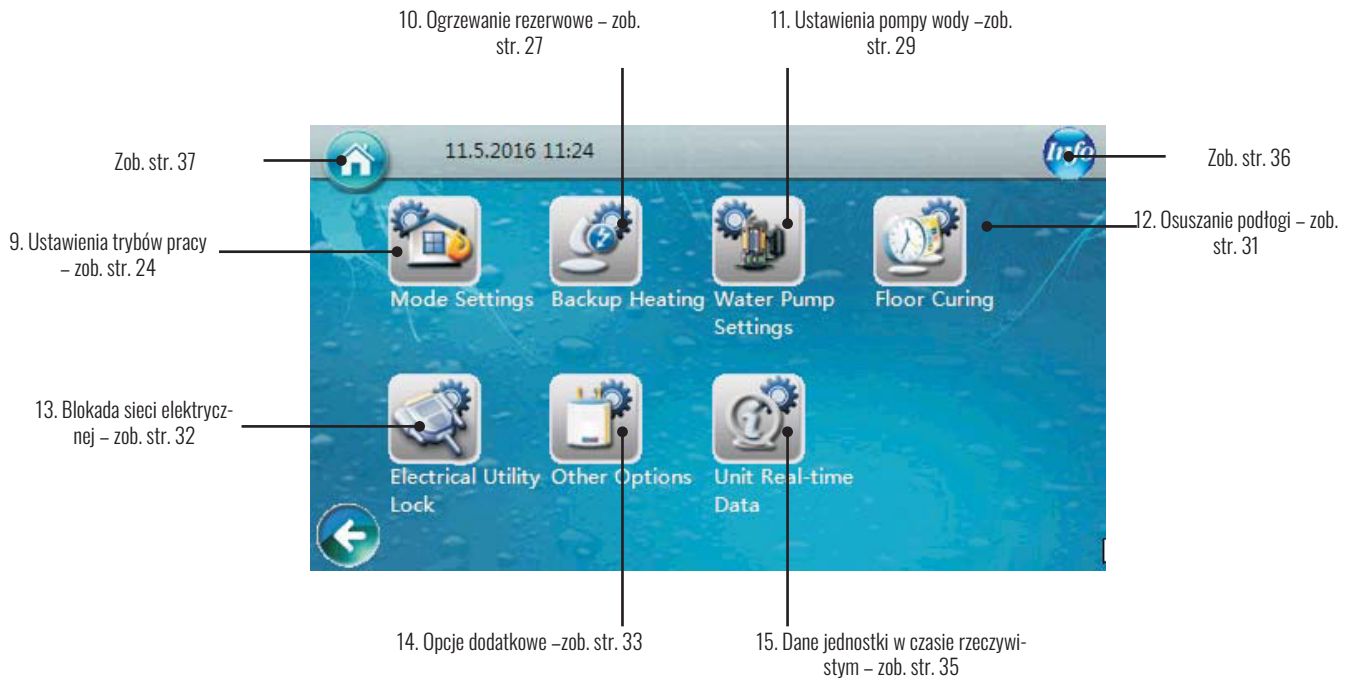 10. Ogrzewanie rezerwowe – zob.
str. 27
11. Ustawienia pompy wody –zob.
str. 29
Zob. str. 37
11.5.2016 11:24
Info
Zob. str. 36
9. Ustawienia trybów pracy
– zob. str. 24
12. Osuszanie podłogi – zob.
str. 31
Mode Settings
Backup Heating
Water Pump
Settings
Floor Curing
13. Blokada sieci elektrycz-
nej – zob. str. 32
Electrical Utility
Lock
Other Options
Unit Real-time
Data
14. Opcje dodatkowe –zob. str. 33
15. Dane jednostki w czasie rzeczywi-
stym – zob. str. 35